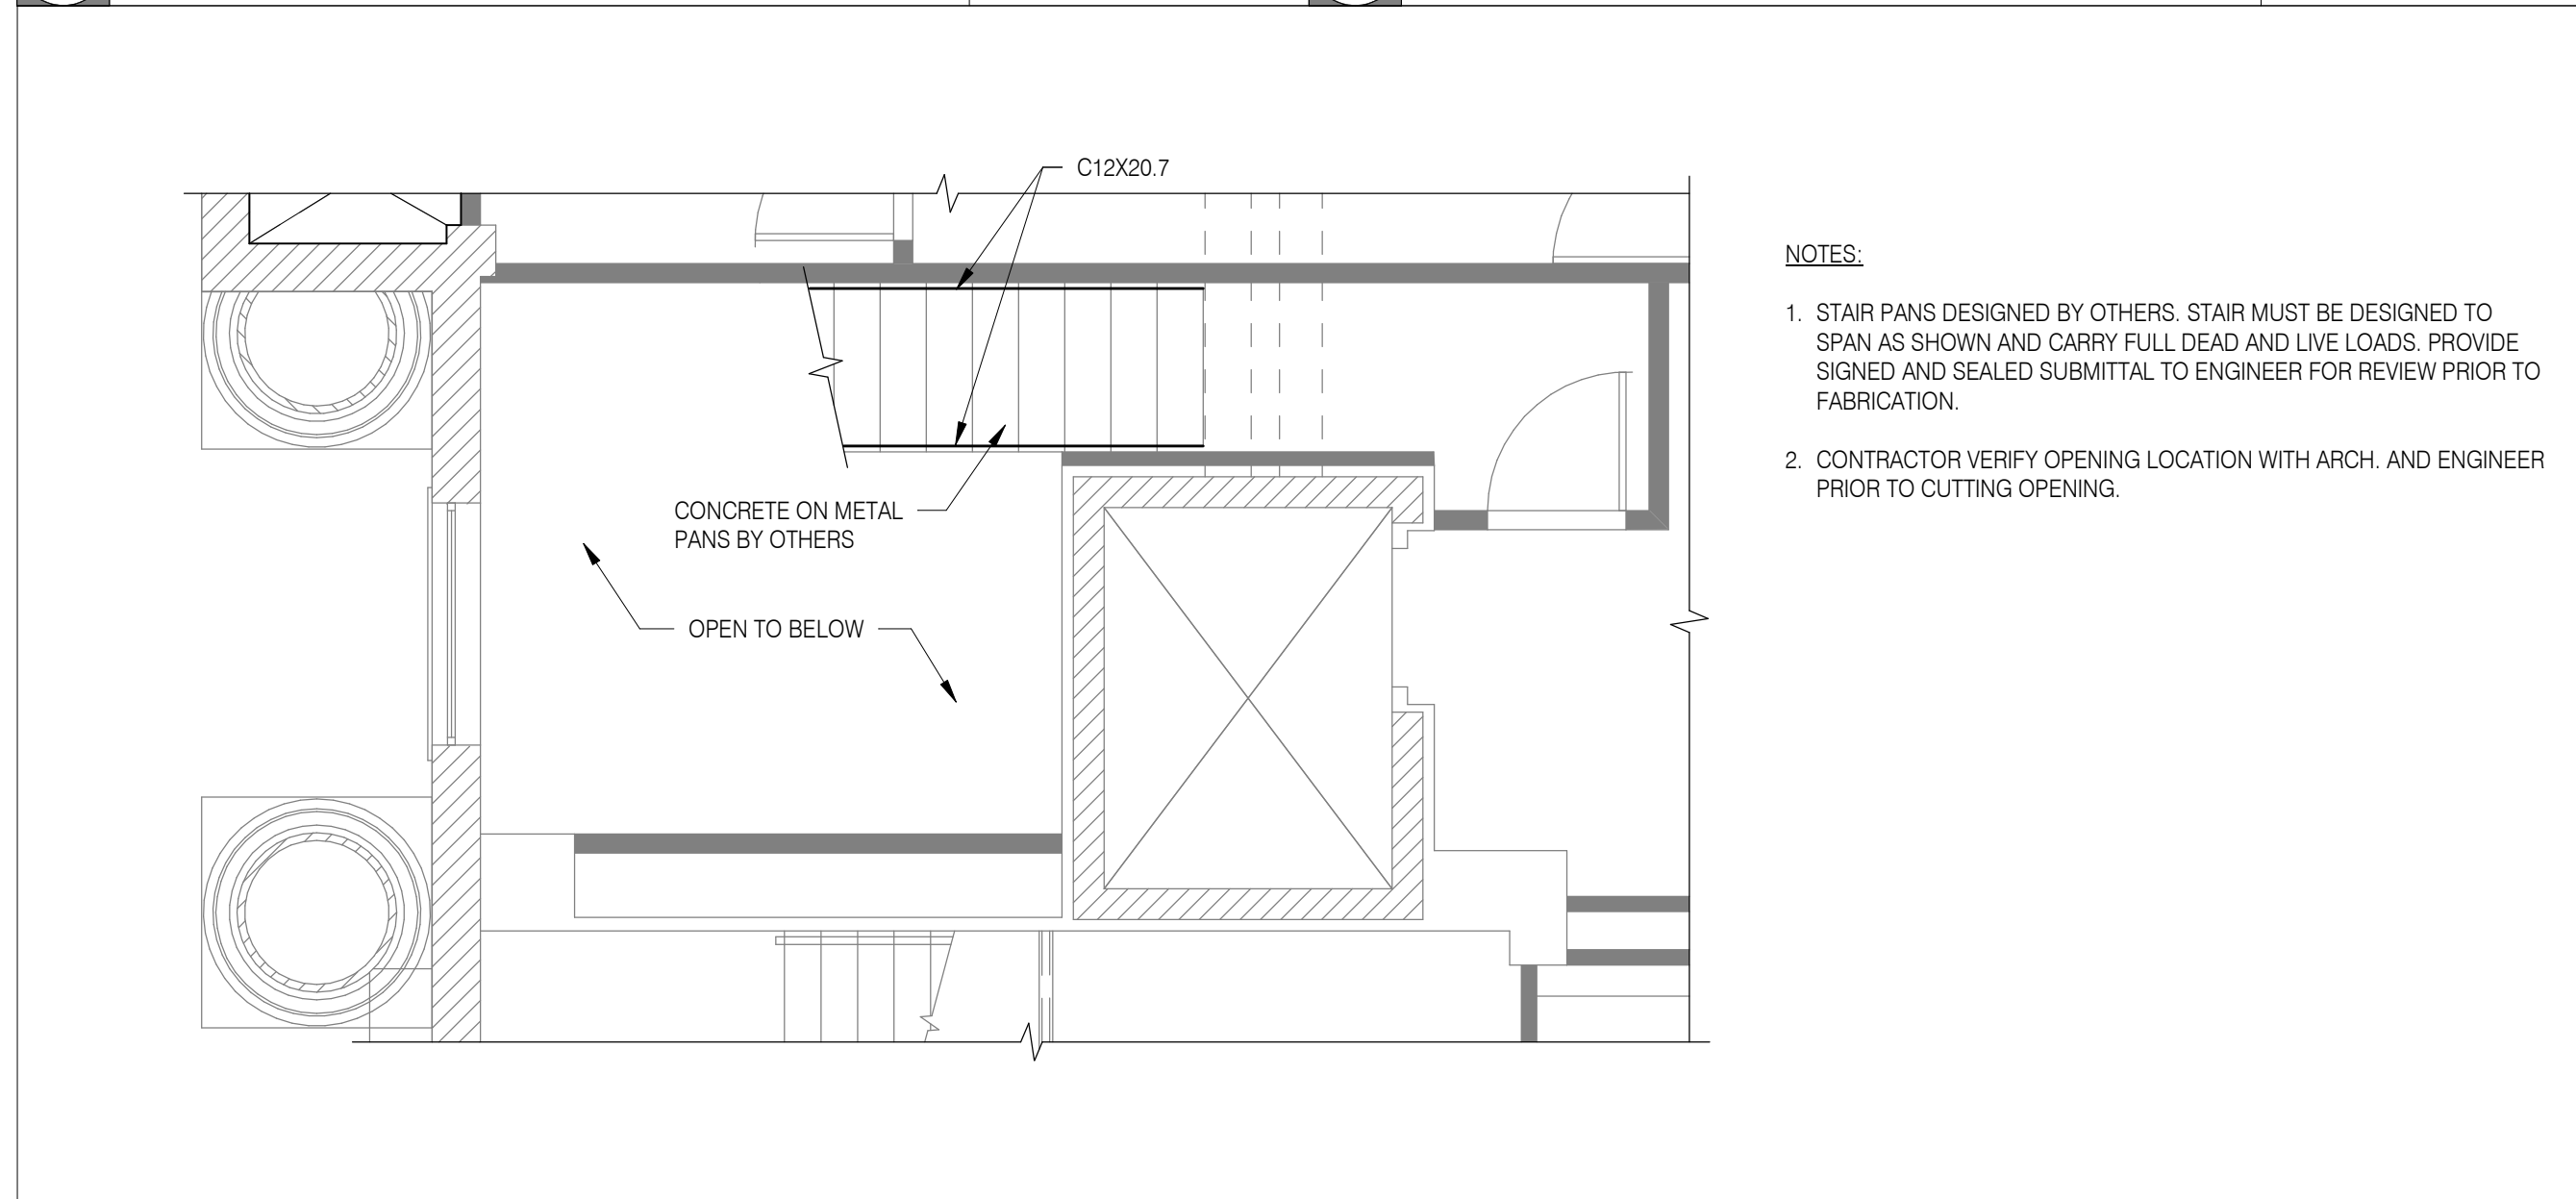 C12X20.7
NOTES:
1. STAIR PANS DESIGNED BY OTHERS. STAIR MUST BE DESIGNED TO
SPAN AS SHOWN AND CARRY FULL DEAD AND LIVE LOADS. PROVIDE
SIGNED AND SEALED SUBMITTAL TO ENGINEER FOR REVIEW PRIOR TO
FABRICATION.
2. CONTRACTOR VERIFY OPENING LOCATION WITH ARCH. AND ENGINEER
PRIOR TO CUTTING OPENING.
CONCRETE ON METAL
PANS BY OTHERS
OPEN TO BELOW